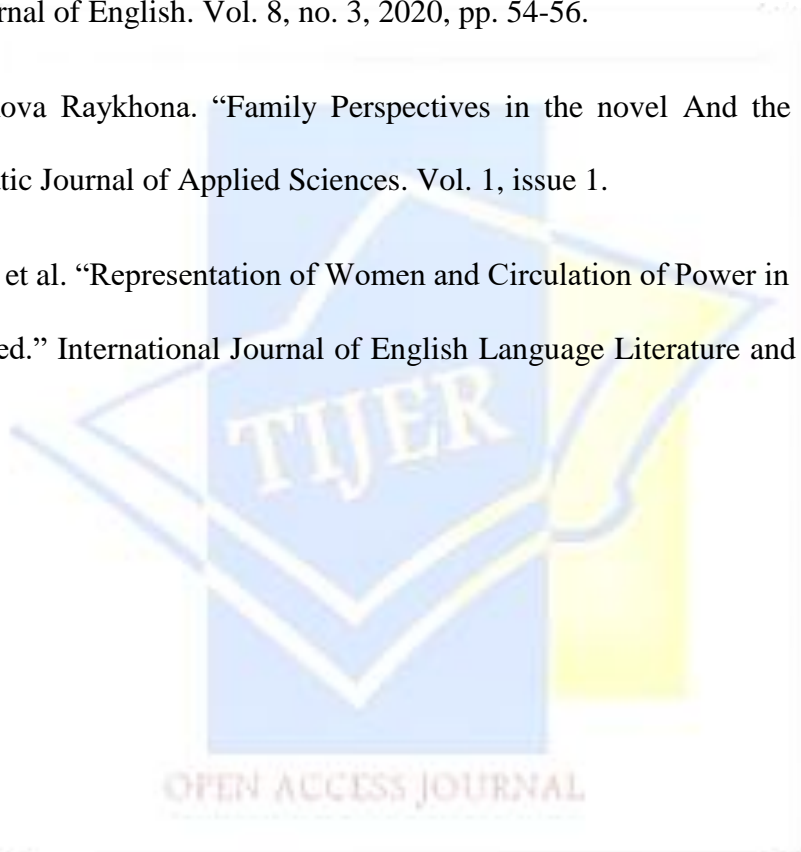 rnal of English. Vol. 8, no. 3, 2020, pp. 54-56.
ova Raykhona. “Family Perspectives in the novel And the
tic Journal of Applied Sciences. Vol. 1, issue 1.
et al. “Representation of Women and Circulation of Power in
ed.” International Journal of English Language Literature and
TIJER
OPEN ACCESS JOURNAL